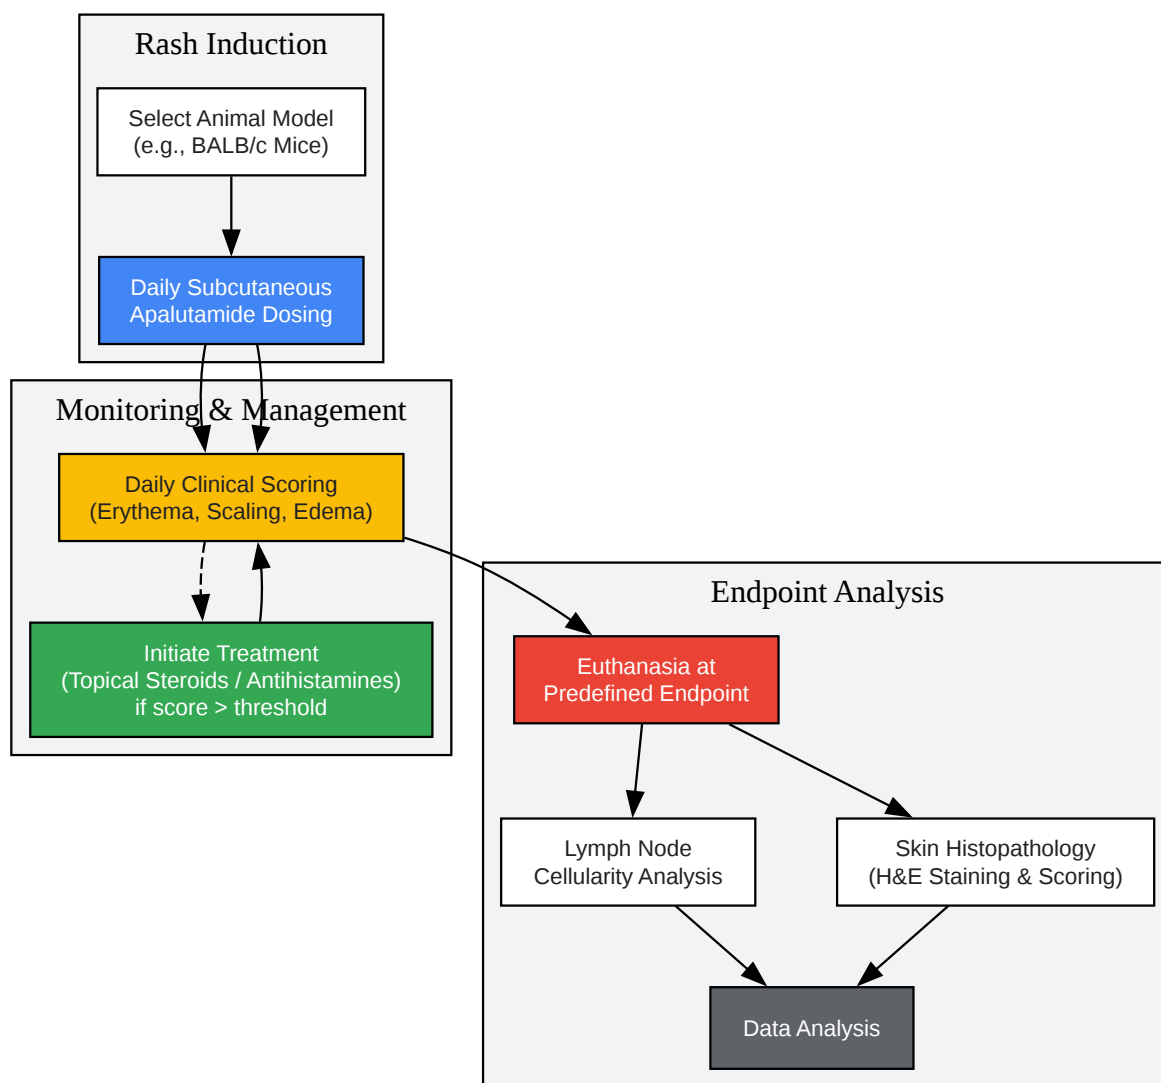 Rash Induction
Select Animal Model
(e.g., BALB/c Mice)
Daily Subcutaneous
Apalutamide Dosing
Monitoring & Management
Daily Clinical Scoring
(Erythema, Scaling, Edema)
Initiate Treatment
(Topical Steroids / Antihistamines)
if score > threshold
Endpoint Analysis
Euthanasia at
Predefined Endpoint
Lymph Node
Cellularity Analysis
Skin Histopathology
(H&E Staining & Scoring)
Data Analysis